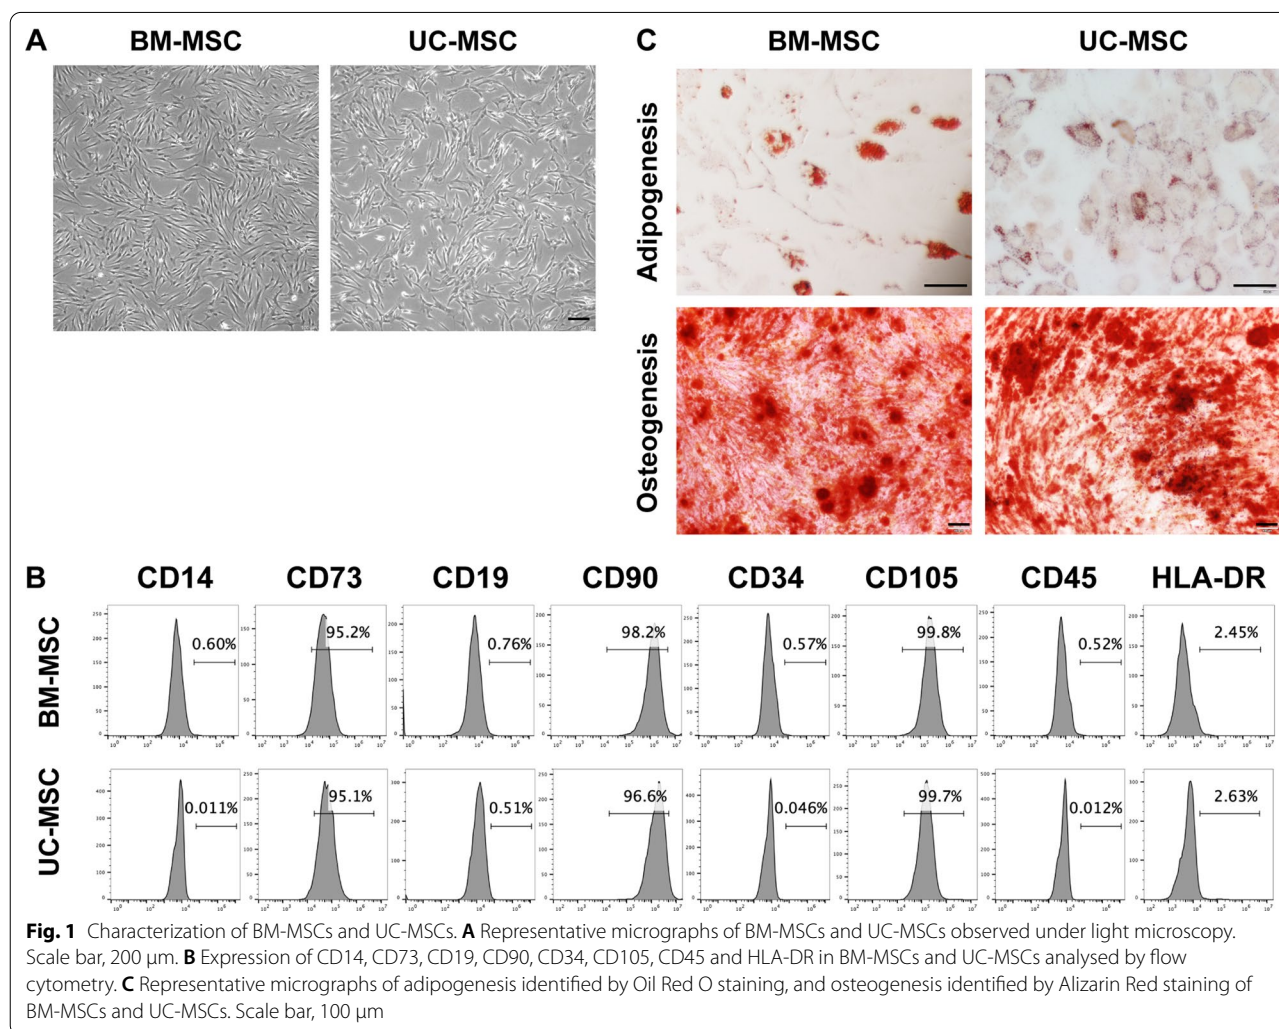 A
BM-MSC
UC-MSC
C
BM-MSC
UC-MSC
Adipogenesis
Osteogenesis
B
CD14
CD73
CD19
CD90
CD34
CD105
CD45
HLA-DR
BM-MSC
0.60%
95.2%
0.76%
98.2%
0.57%
99.8%
0.52%
2.45%
UC-MSC
0.011%
95.1%
0.51%
96.6%
0.046%
99.7%
0.012%
2.63%
Fig. 1 Characterization of BM-MSCs and UC-MSCs. A Representative micrographs of BM-MSCs and UC-MSCs observed under light microscopy.
Scale bar, 200 μm. B Expression of CD14, CD73, CD19, CD90, CD34, CD105, CD45 and HLA-DR in BM-MSCs and UC-MSCs analysed by flow
cytometry. C Representative micrographs of adipogenesis identified by Oil Red O staining, and osteogenesis identified by Alizarin Red staining of
BM-MSCs and UC-MSCs. Scale bar, 100 μm